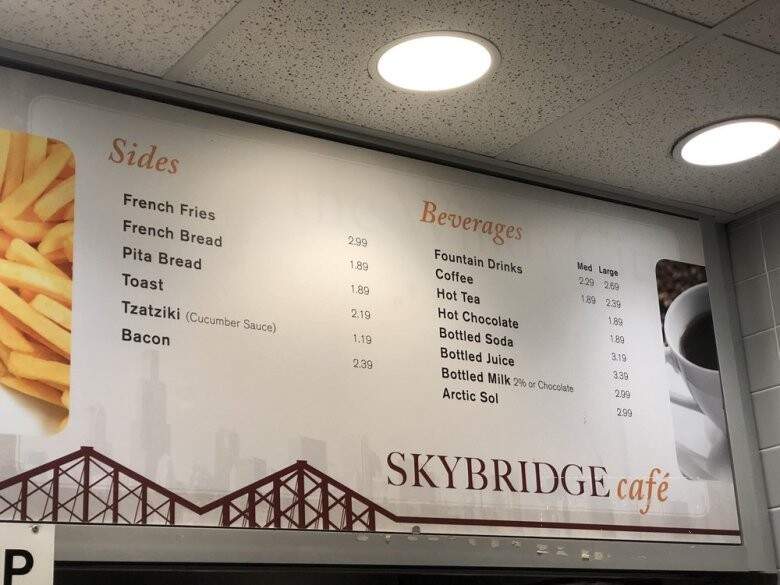 Sides
French Fries 2.99
French Bread 1.89
Pita Bread 1.89
Toast 2.19
Tzatziki (Cucumber Sauce) 1.19
Bacon 2.39
Beverages
Med Large
Fountain Drinks 2.29 2.69
Coffee 1.89 2.39
Hot Tea 1.89
Hot Chocolate 1.89
Bottled Soda 3.19
Bottled Juice 3.39
Bottled Milk 2% or Chocolate 2.99
Arctic Sol 2.99
SKYBRIDGE café
P